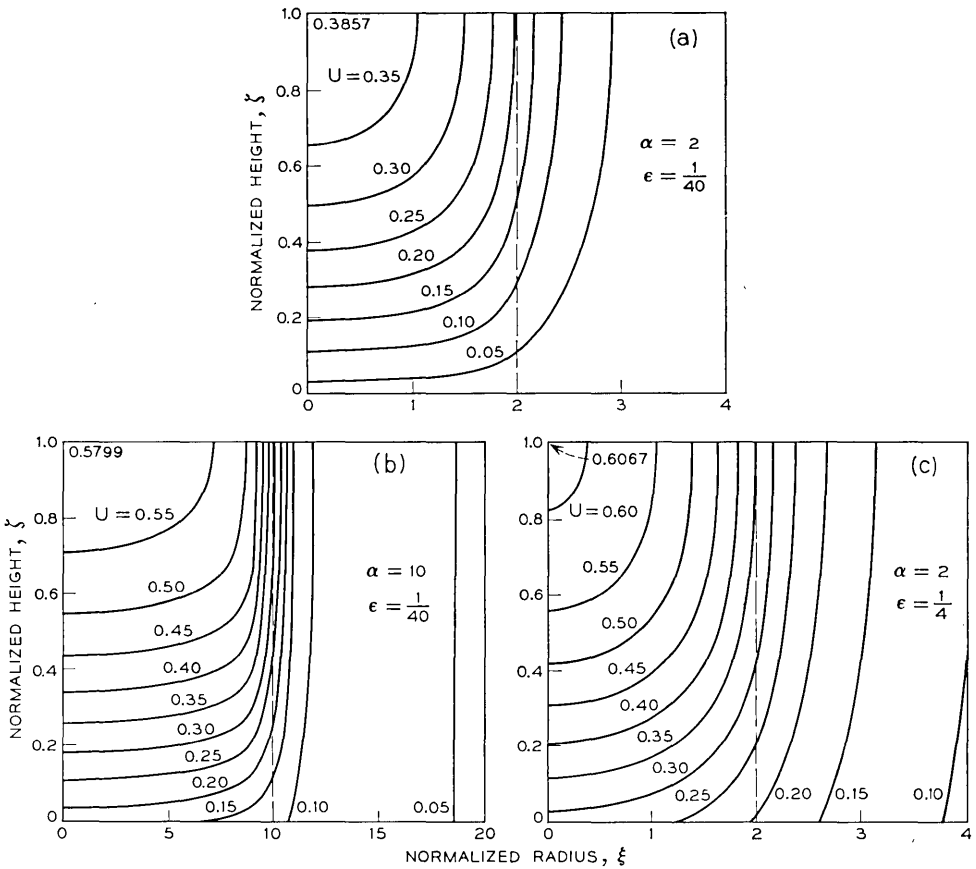 1.0
0.3857
(a)
U = 0.35
0.8
NORMALIZED HEIGHT, ζ
α = 2
ϵ = 1/40
0.6
0.30
0.25
0.4
0.20
0.15
0.2
0.10
0.05
0
0 1 2 3 4
1.0
0.5799
(b)
U = 0.55
0.8
NORMALIZED HEIGHT, ζ
α = 10
ϵ = 1/40
0.6
0.50
0.45
0.4
0.40
0.35
0.30
0.2
0.25
0.20
0.15
0.10
0.05
0
0 5 10 15 20
1.0
0.6067
(c)
U = 0.60
0.8
0.55
α = 2
ϵ = 1/4
0.6
0.50
0.45
0.4
0.40
0.35
0.30
0.2
0.25
0.20
0.15
0.10
0
0 1 2 3 4
NORMALIZED RADIUS, ξ